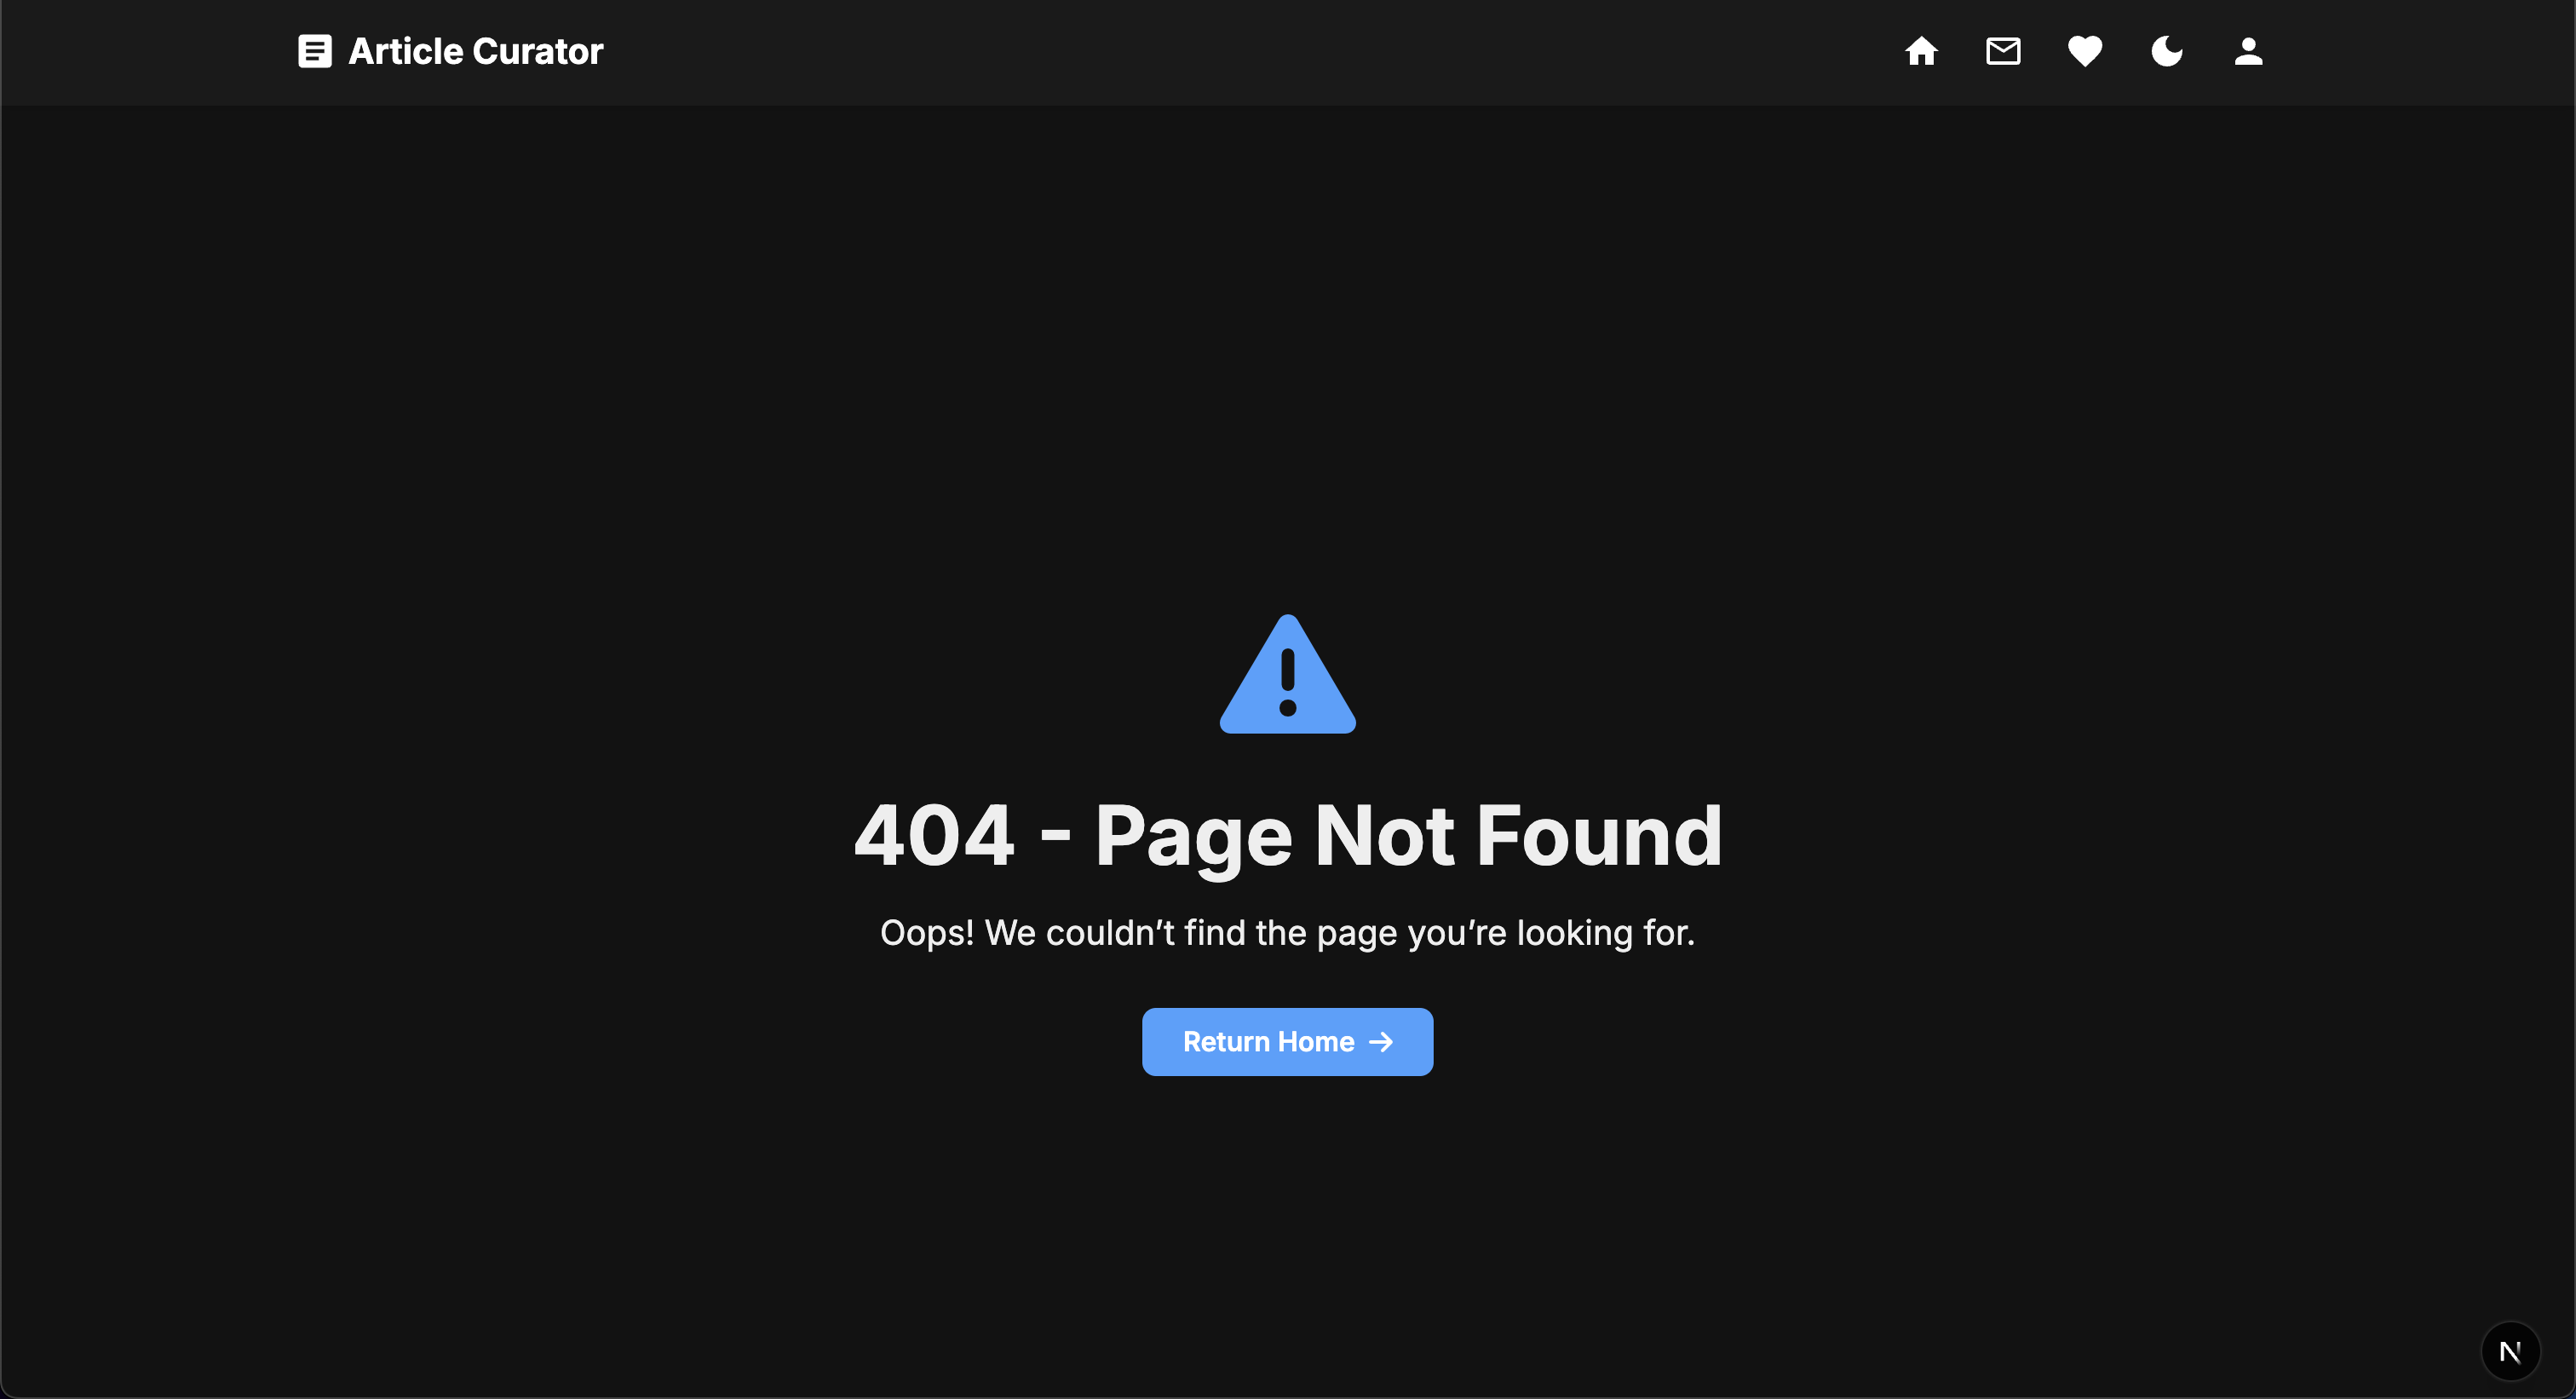 Article Curator
404 - Page Not Found
Oops! We couldn’t find the page you’re looking for.
Return Home →
N